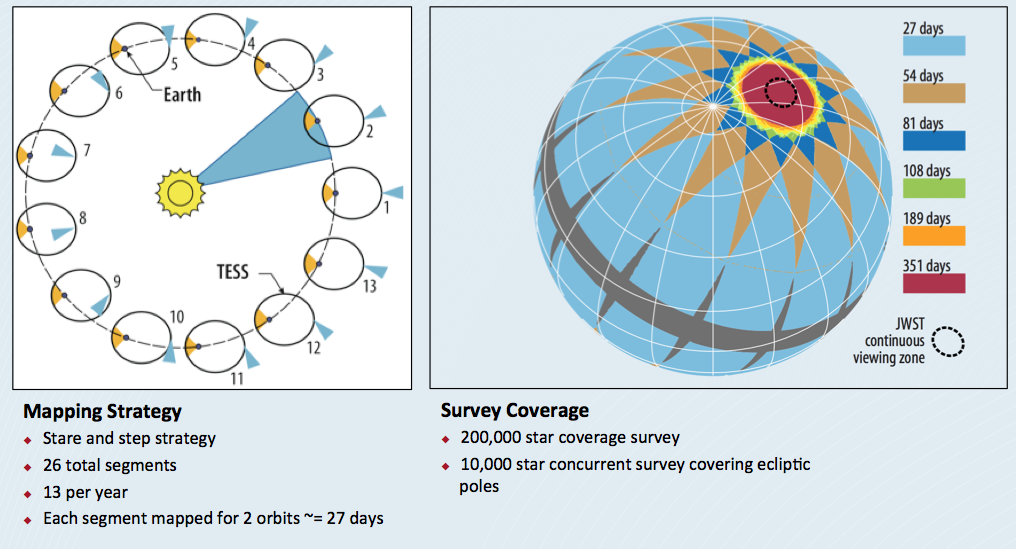 4
5
3
Earth
6
2
7
1
8
TESS
13
9
10
12
11
27 days
54 days
81 days
108 days
189 days
351 days
JWST
continuous
viewing zone
Mapping Strategy
Stare and step strategy
26 total segments
13 per year
Each segment mapped for 2 orbits ~= 27 days
Survey Coverage
200,000 star coverage survey
10,000 star concurrent survey covering ecliptic
poles